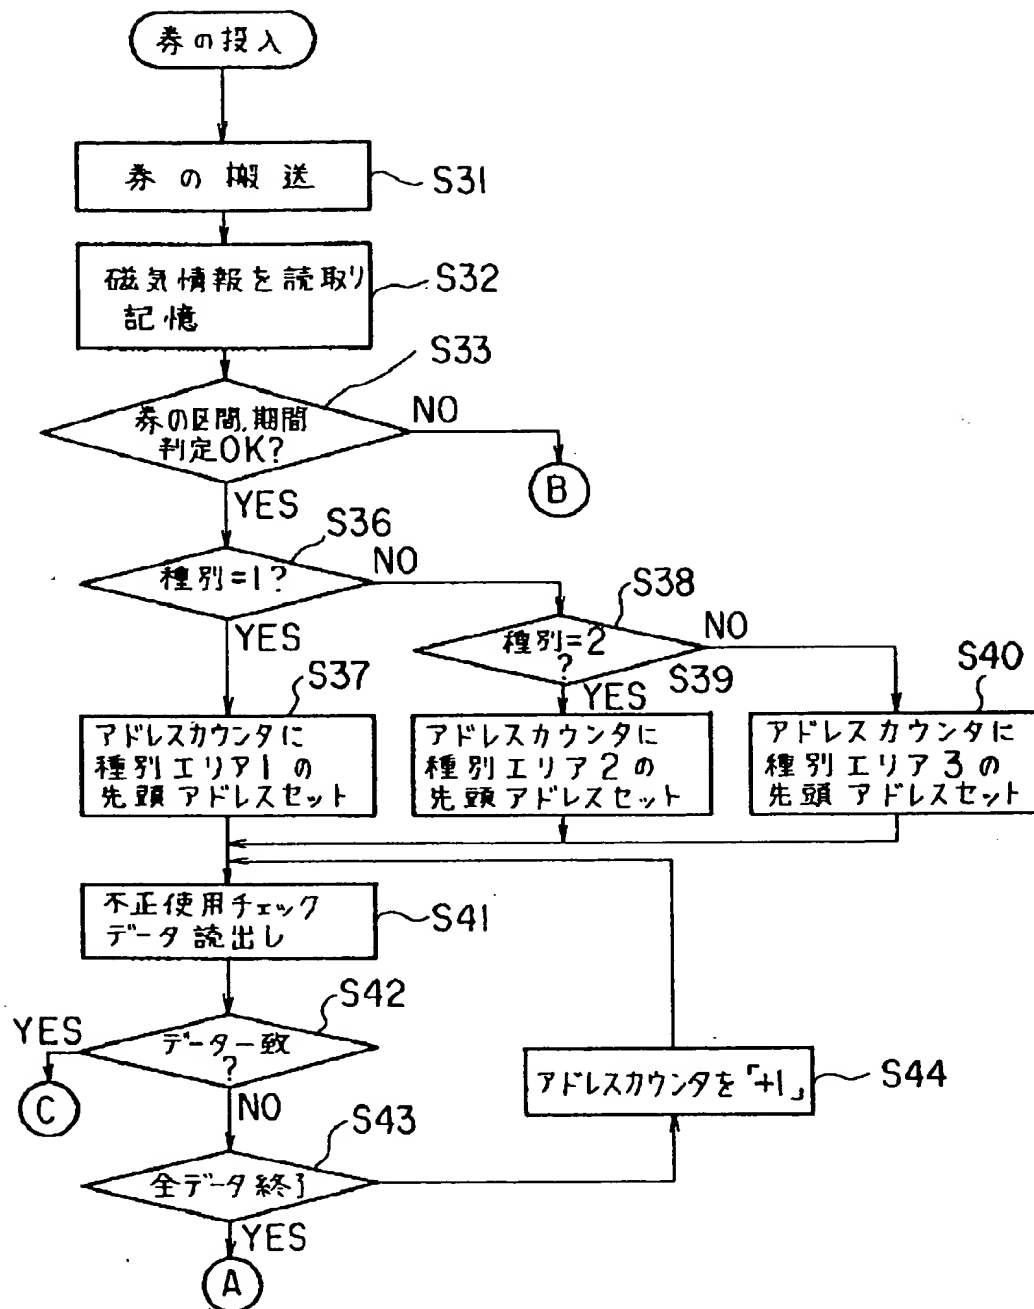 券の投入
券の搬送
S31
磁気情報を読取り
記憶
S32
S33
券の区間,期間
判定OK?
NO
B
YES
S36
種別=1?
NO
YES
S38
種別=2
?
NO
YES
S39
S37
アドレスカウンタに
種別エリア1の
先頭アドレスセット
アドレスカウンタに
種別エリア2の
先頭アドレスセット
S40
アドレスカウンタに
種別エリア3の
先頭アドレスセット
不正使用チェック
データ読出し
S41
S42
データ一致
?
YES
C
NO
アドレスカウンタを「+1」
S44
S43
全データ終了
YES
A